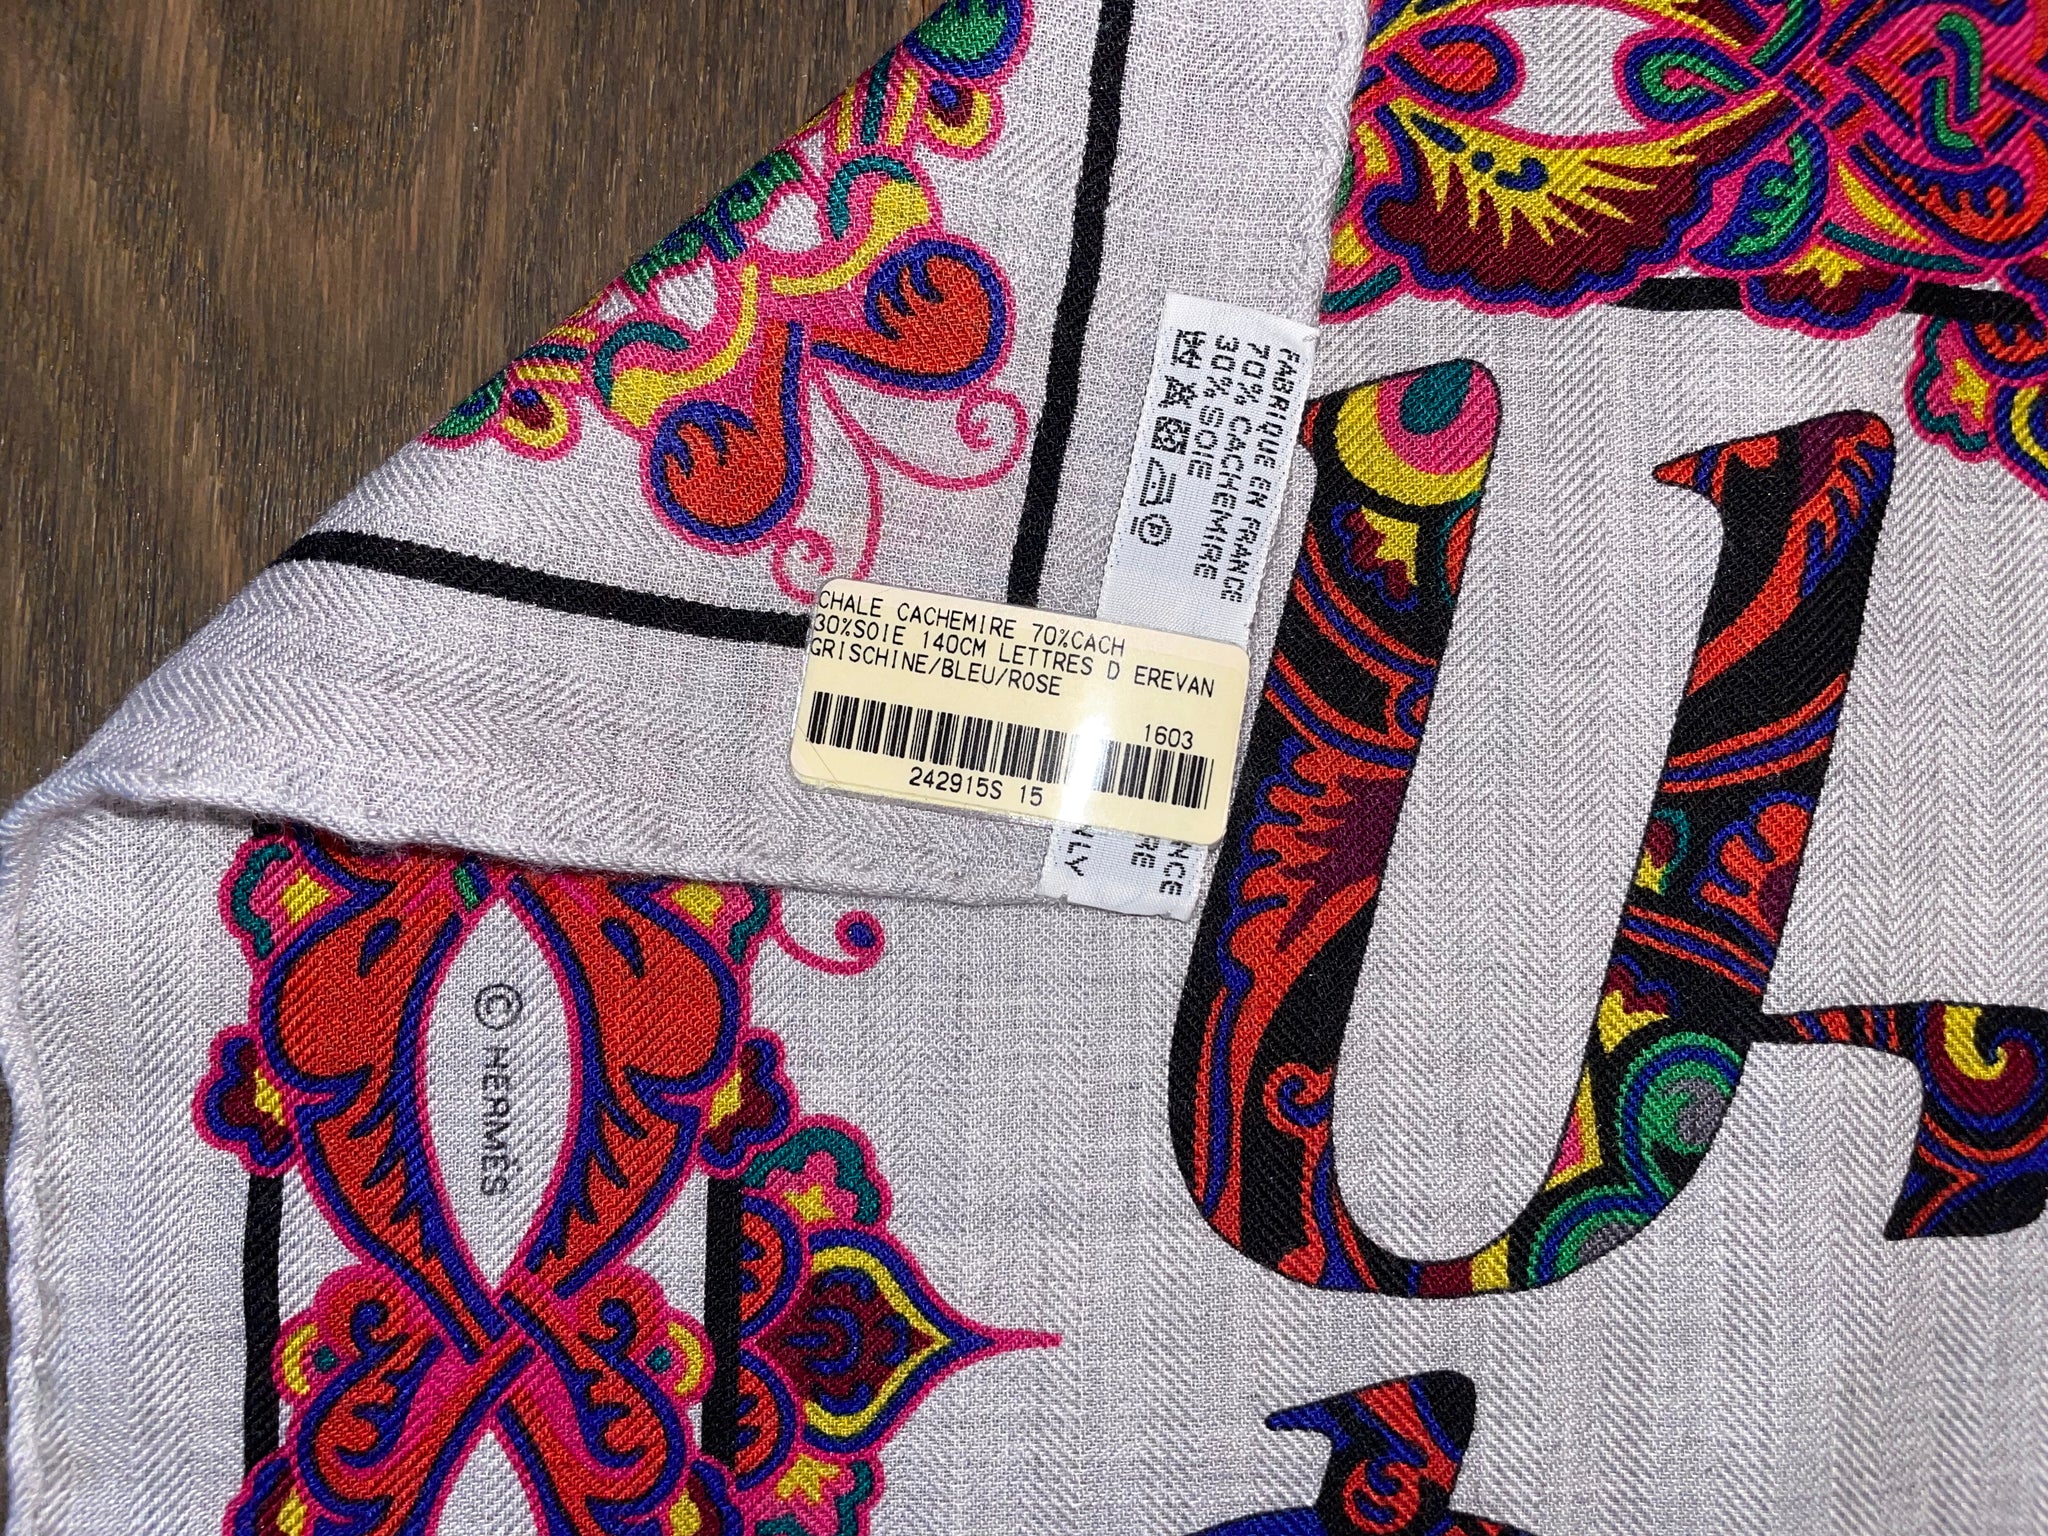 FABRIQUE EN FRANCE
70% CACHEMIRE
30% SOIE
P
CHALE CACHEMIRE 70%CACH
30%SOIE 140CM LETTRES D EREVAN
GRISCHINE/BLEU/ROSE
1603
242915S 15
© HERMÈS